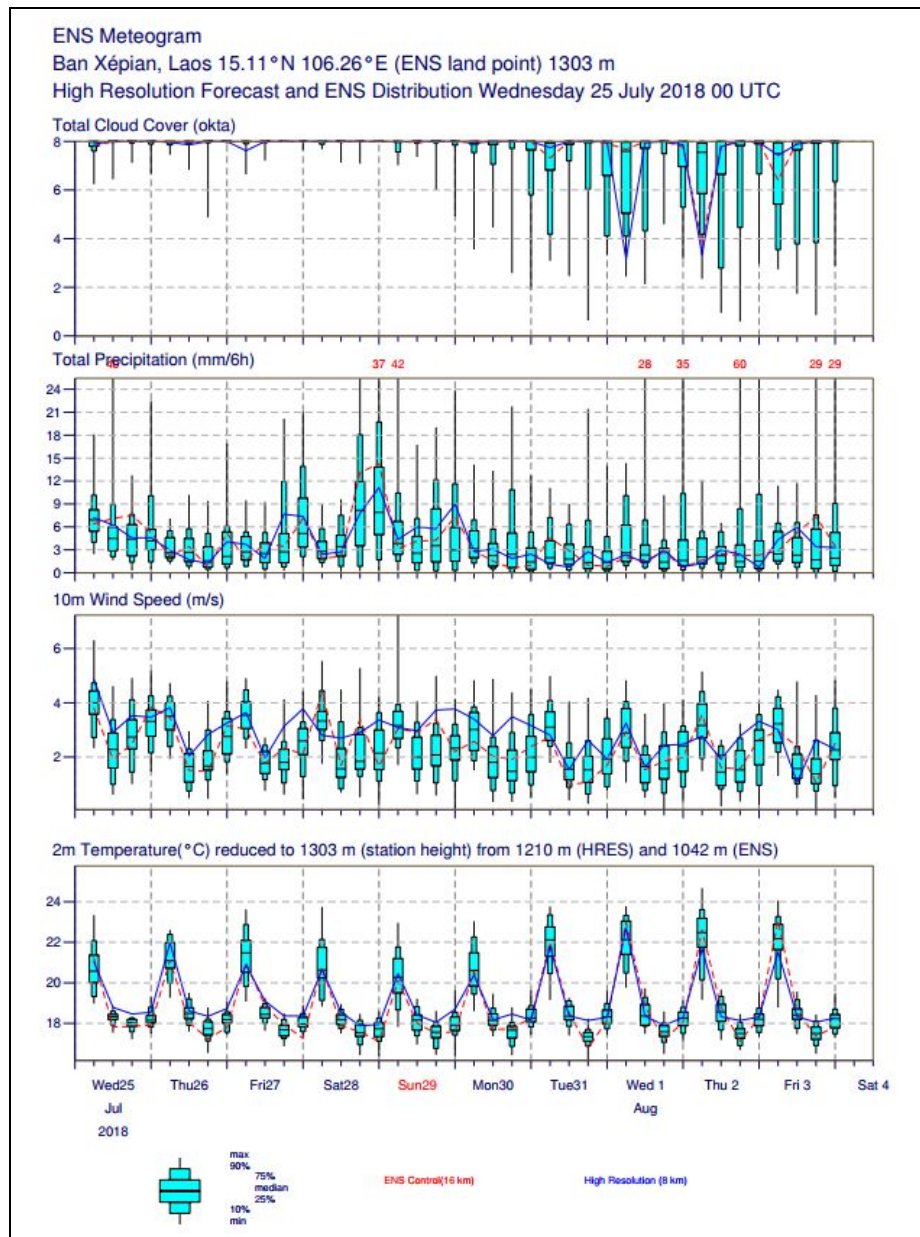 ENS Meteogram
Ban Xépian, Laos 15.11°N 106.26°E (ENS land point) 1303 m
High Resolution Forecast and ENS Distribution Wednesday 25 July 2018 00 UTC
Total Cloud Cover (okta)
8
6
4
2
0
Total Precipitation (mm/6h)
37 42 28 35 60 29 29
24
21
18
15
12
9
6
3
0
10m Wind Speed (m/s)
6
4
2
2m Temperature(°C) reduced to 1303 m (station height) from 1210 m (HRES) and 1042 m (ENS)
24
22
20
18
Wed25 Thu26 Fri27 Sat28 Sun29 Mon30 Tue31 Wed 1 Thu 2 Fri 3 Sat 4
Jul Aug
2018
max
90%
75%
median
25%
10%
min
ENS Control(16 km)
High Resolution (8 km)